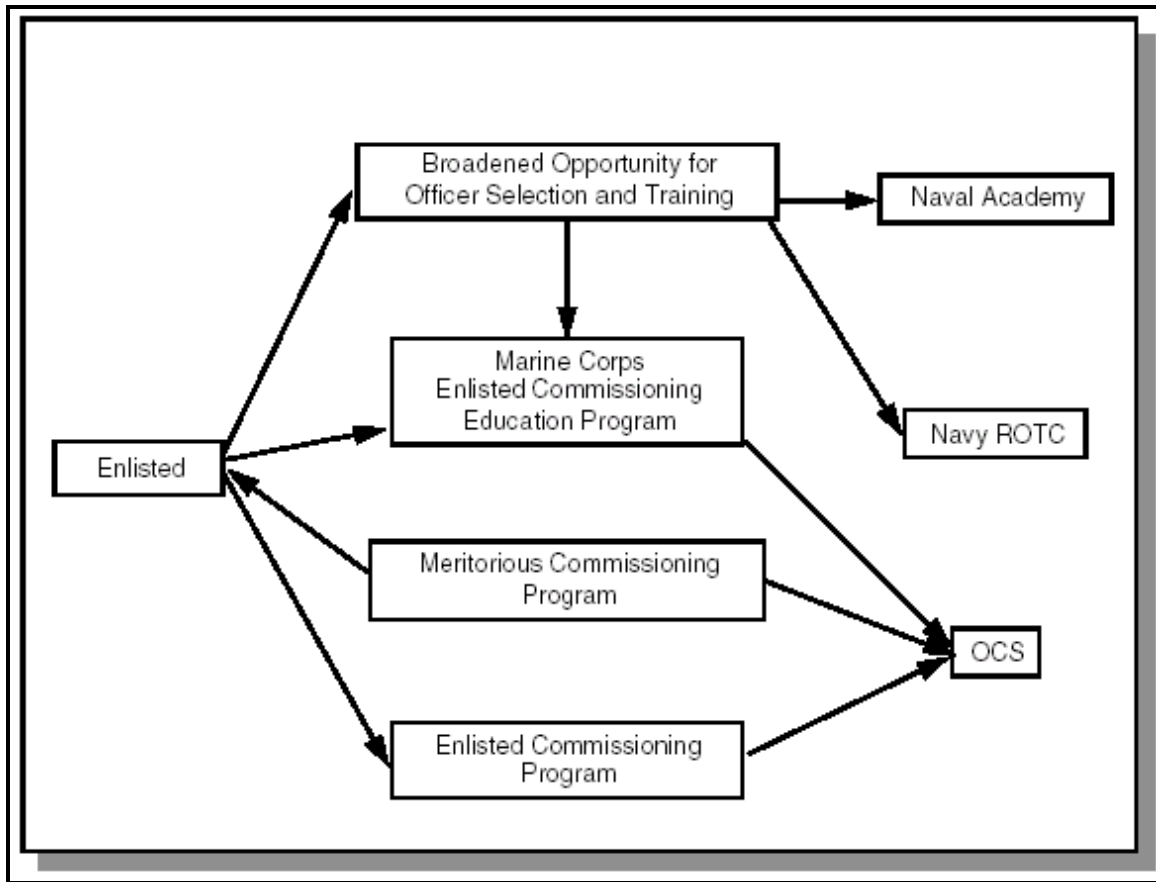 Broadened Opportunity for
Officer Selection and Training
Naval Academy
Marine Corps
Enlisted Commissioning
Education Program
Navy ROTC
Enlisted
Meritorious Commissioning
Program
OCS
Enlisted Commissioning
Program